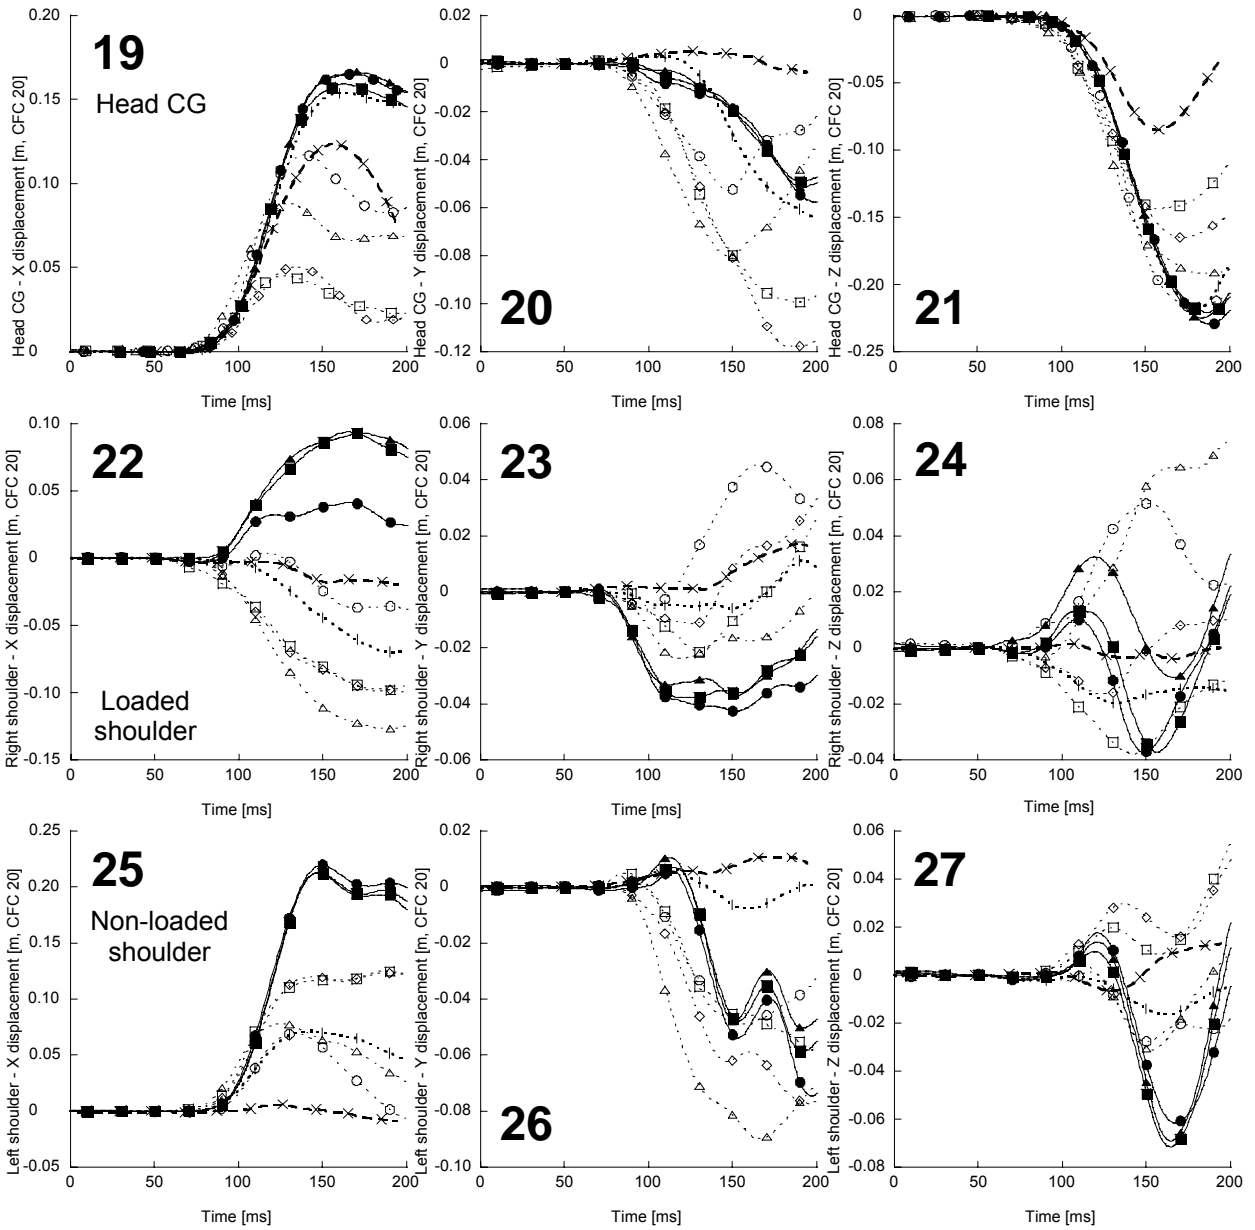 19
Head CG
Head CG - X displacement [m, CFC 20]
0.20
0.15
0.10
0.05
0
0 50 100 150 200
Time [ms]
20
Head CG - Y displacement [m, CFC 20]
0.02
0
-0.02
-0.04
-0.06
-0.08
-0.10
-0.12
0 50 100 150 200
Time [ms]
21
Head CG - Z displacement [m, CFC 20]
0
-0.05
-0.10
-0.15
-0.20
-0.25
0 50 100 150 200
Time [ms]
22
Loaded
shoulder
Right shoulder - X displacement [m, CFC 20]
0.10
0.05
0
-0.05
-0.10
-0.15
0 50 100 150 200
Time [ms]
23
Right shoulder - Y displacement [m, CFC 20]
0.06
0.04
0.02
0
-0.02
-0.04
-0.06
0 50 100 150 200
Time [ms]
24
Right shoulder - Z displacement [m, CFC 20]
0.08
0.06
0.04
0.02
0
-0.02
-0.04
0 50 100 150 200
Time [ms]
25
Non-loaded
shoulder
Left shoulder - X displacement [m, CFC 20]
0.25
0.20
0.15
0.10
0.05
0
-0.05
0 50 100 150 200
Time [ms]
26
Left shoulder - Y displacement [m, CFC 20]
0.02
0
-0.02
-0.04
-0.06
-0.08
-0.10
0 50 100 150 200
Time [ms]
27
Left shoulder - Z displacement [m, CFC 20]
0.06
0.04
0.02
0
-0.02
-0.04
-0.06
-0.08
0 50 100 150 200
Time [ms]